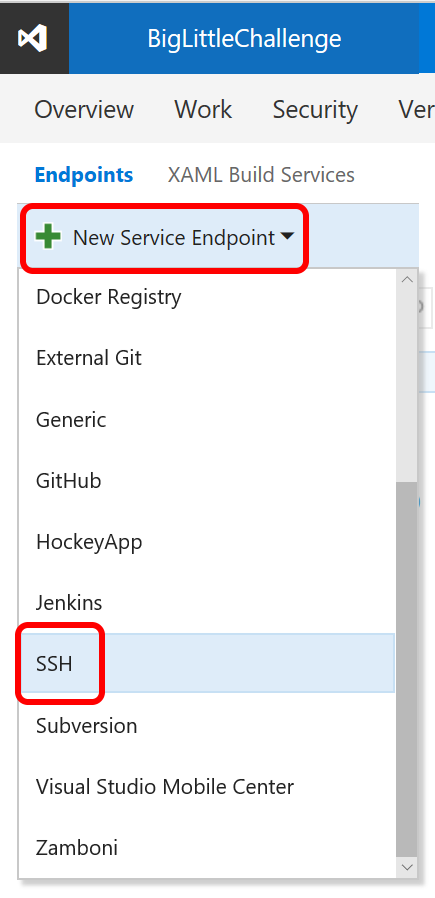 BigLittleChallenge
Overview Work Security Ver
Endpoints XAML Build Services
New Service Endpoint
Docker Registry
External Git
Generic
GitHub
HockeyApp
Jenkins
SSH
Subversion
Visual Studio Mobile Center
Zamboni